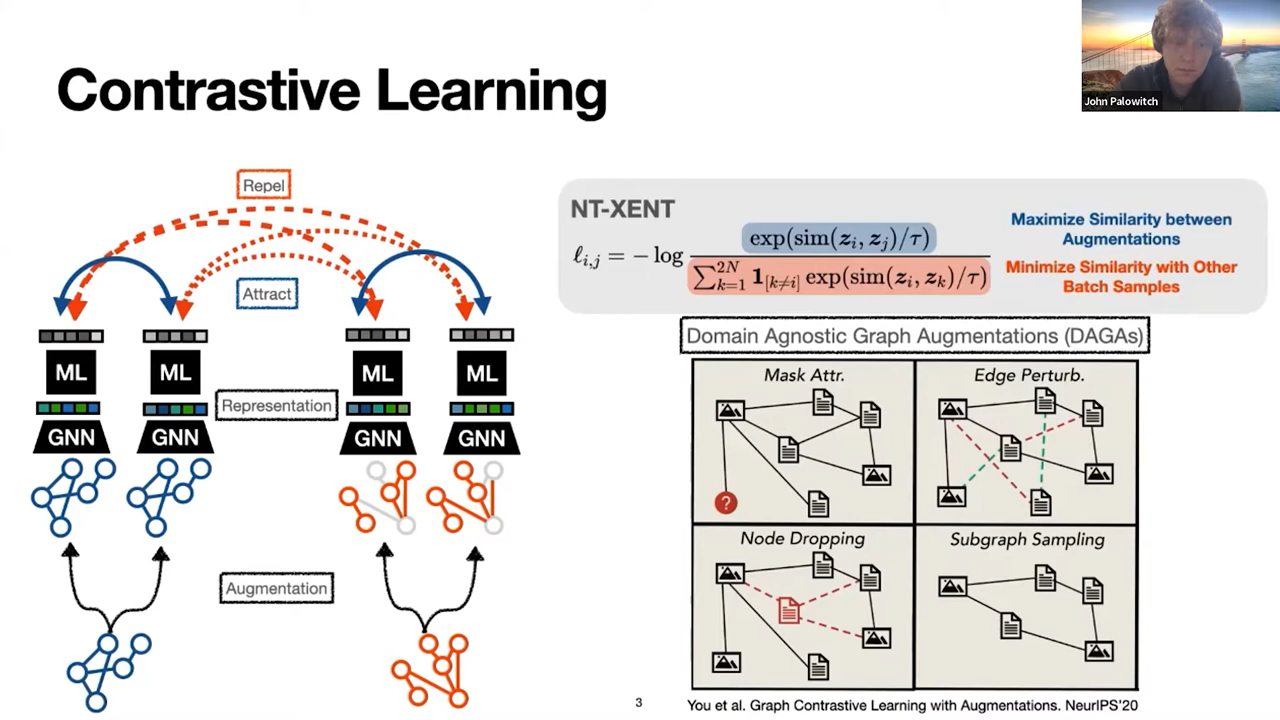 Contrastive Learning
John Palowitch
Repel
Attract
ML
ML
ML
ML
Representation
GNN
GNN
GNN
GNN
Augmentation
NT-XENT
ℓ_{i,j} = − log \frac{exp(sim(z_i, z_j)/τ)}{∑_{k=1}^{2N} 1_{[k≠i]} exp(sim(z_i, z_k)/τ)}
Maximize Similarity between
Augmentations
Minimize Similarity with Other
Batch Samples
Domain Agnostic Graph Augmentations (DAGAs)
Mask Attr.
Edge Perturb.
?
Node Dropping
Subgraph Sampling
3
You et al. Graph Contrastive Learning with Augmentations. NeurIPS'20